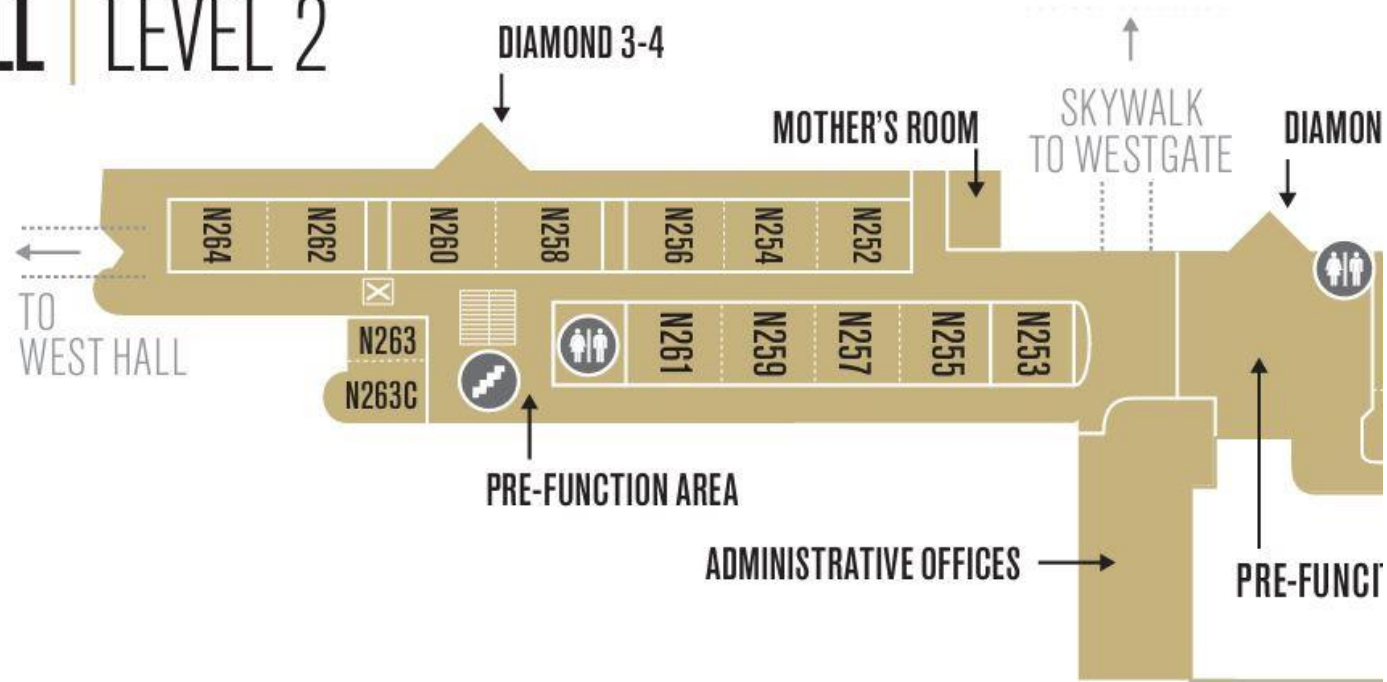 LL | LEVEL 2
DIAMOND 3-4
MOTHER'S ROOM
SKYWALK
TO WESTGATE
DIAMON
N264
N262
N260
N258
N256
N254
N252
TO
WEST HALL
N263
N263C
N261
N259
N257
N255
N253
PRE-FUNCTION AREA
ADMINISTRATIVE OFFICES
PRE-FUNCIT